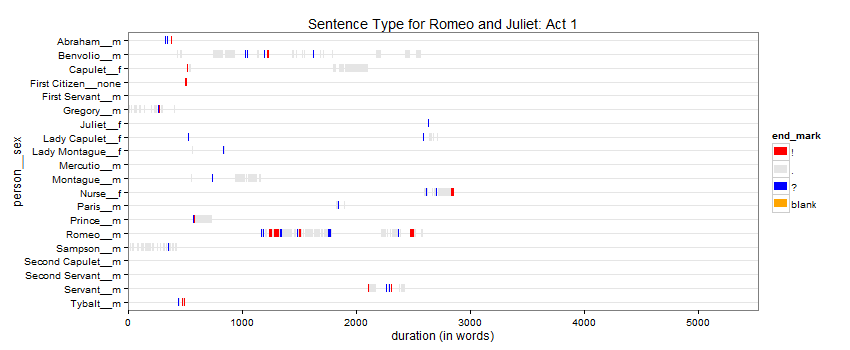 Sentence Type for Romeo and Juliet: Act 1
Abraham__m
Benvolio__m
Capulet__f
First Citizen__none
First Servant__m
Gregory__m
Juliet__f
Lady Capulet__f
Lady Montague__f
Mercutio__m
Montague__m
Nurse__f
Paris__m
Prince__m
Romeo__m
Sampson__m
Second Capulet__m
Second Servant__m
Servant__m
Tybalt__m
person__sex
0 1000 2000 3000 4000 5000
duration (in words)
end_mark
!
.
?
blank